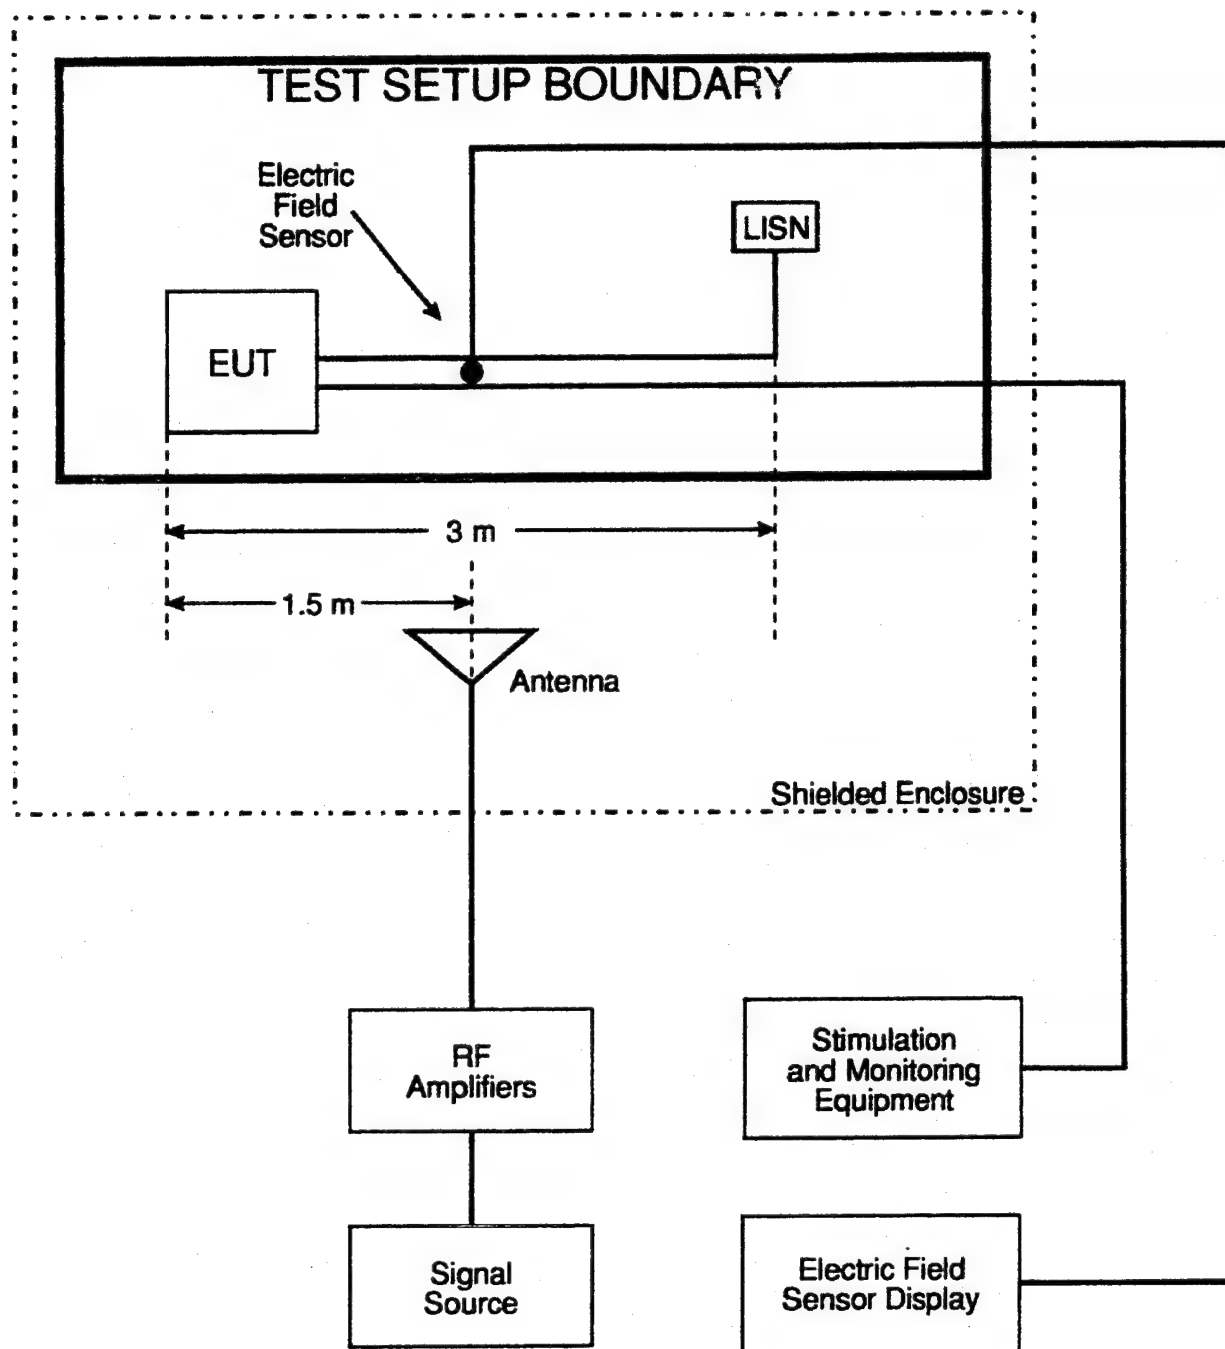 TEST SETUP BOUNDARY
Electric
Field
Sensor
LISN
EUT
3 m
1.5 m
Antenna
Shielded Enclosure
RF
Amplifiers
Stimulation
and Monitoring
Equipment
Signal
Source
Electric Field
Sensor Display